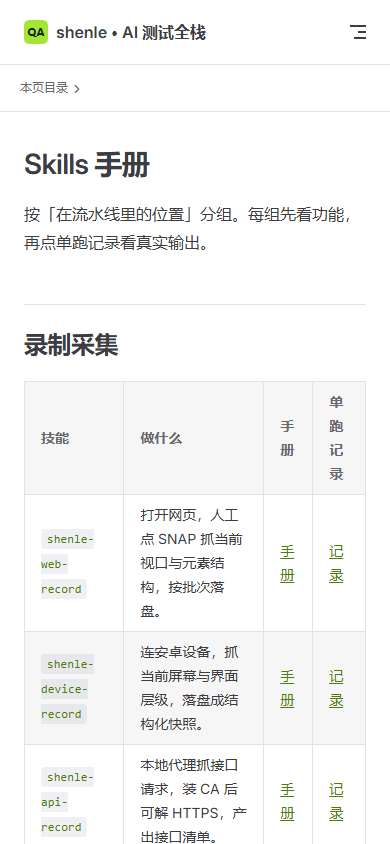 QA shenle • AI 测试全栈
本页目录
Skills 手册
按「在流水线里的位置」分组。每组先看功能，
再点单跑记录看真实输出。
录制采集
技能
做什么
手
册
单
跑
记
录
shenle-
web-
record
打开网页，人工
点 SNAP 抓当前
视口与元素结
构，按批次落
盘。
手
册
记
录
shenle-
device-
record
连安卓设备，抓
当前屏幕与界面
层级，落盘成结
构化快照。
手
册
记
录
shenle-
api-
record
本地代理抓接口
请求，装 CA 后
可解 HTTPS，产
出接口清单。
手
册
记
录